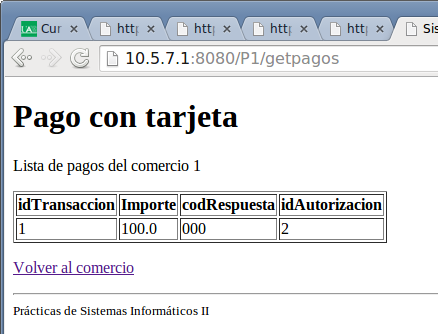 Cur
http
http
http
http
Sis
10.5.7.1:8080/P1/getpagos
Pago con tarjeta
Lista de pagos del comercio 1
idTransaccion Importe codRespuesta idAutorizacion
1 100.0 000 2
Volver al comercio
Prácticas de Sistemas Informáticos II